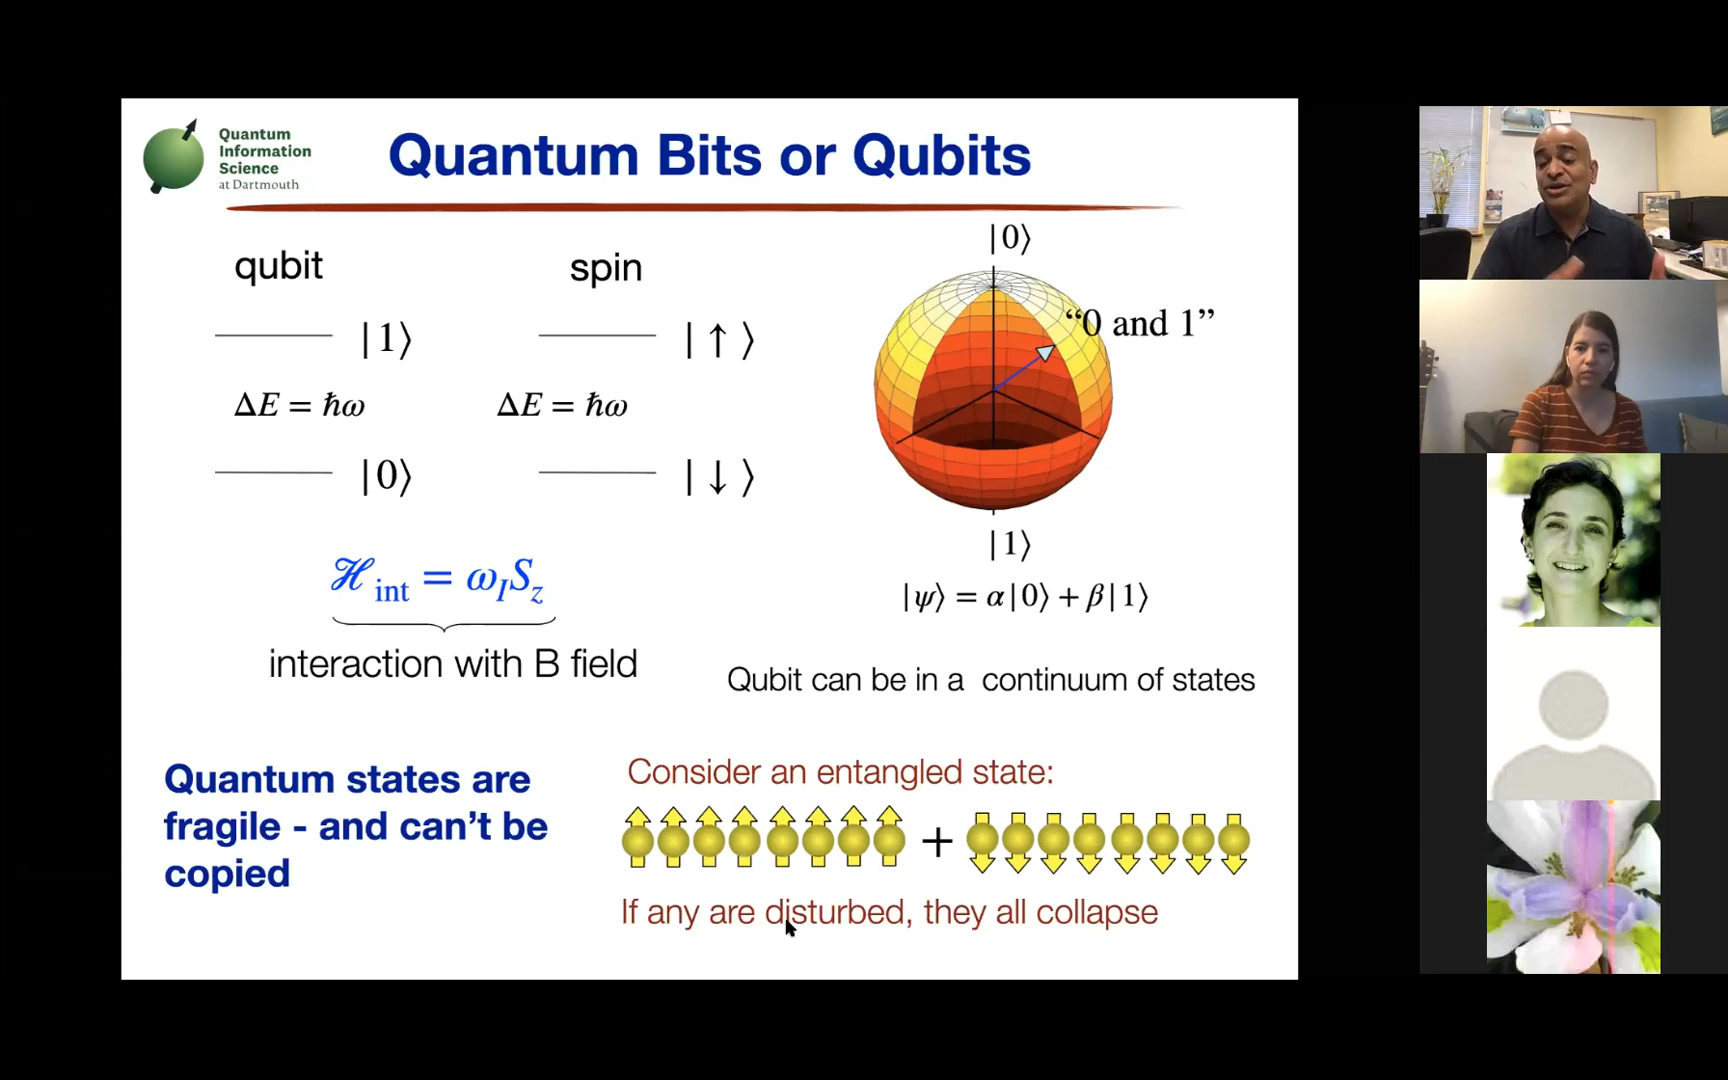 Quantum
Information
Science
at Dartmouth
Quantum Bits or Qubits
qubit
spin
|1⟩
|↑⟩
ΔE = ħω
ΔE = ħω
|0⟩
|↓⟩
ℋint = ωISz
interaction with B field
|0⟩
“0 and 1”
|1⟩
|ψ⟩ = α|0⟩ + β|1⟩
Qubit can be in a continuum of states
Quantum states are
fragile - and can’t be
copied
Consider an entangled state:
+
If any are disturbed, they all collapse